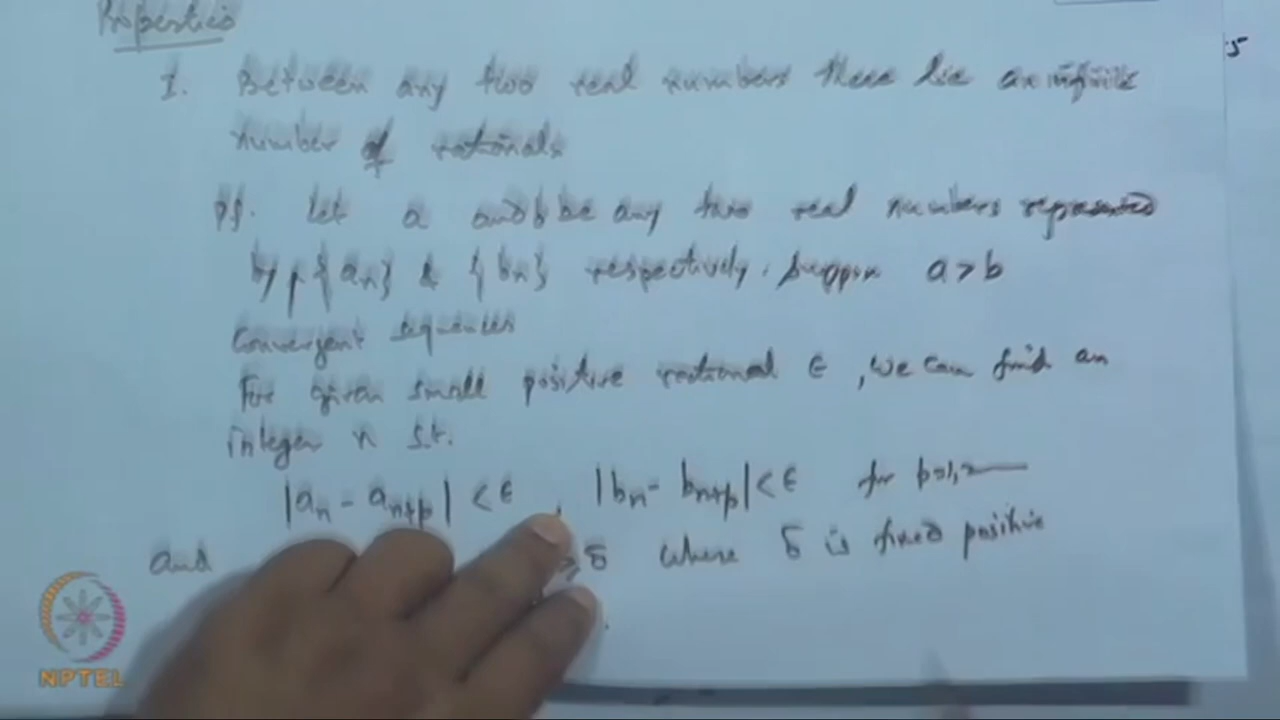 Properties
5
I. Between any two real numbers there lie an infinite
number of rationals
Pf. Let a and b be any two real numbers represented
by {an} & {bn} respectively. Suppose a > b
Convergent sequences
For given small positive rational ε, we can find an
integer n s.t.
|an - an+p| < ε , |bn - bn+p| < ε for p=1,2
and ≥ δ where δ is fixed positive
NPTEL